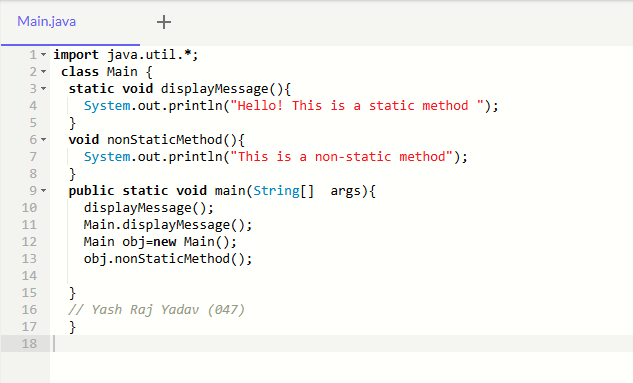 Main.java +
1 import java.util.*;
2 class Main {
3 static void displayMessage(){
4 System.out.println("Hello! This is a static method ");
5 }
6 void nonStaticMethod(){
7 System.out.println("This is a non-static method");
8 }
9 public static void main(String[]  args){
10 displayMessage();
11 Main.displayMessage();
12 Main obj=new Main();
13 obj.nonStaticMethod();
14
15 }
16 // Yash Raj Yadav (047)
17 }
18